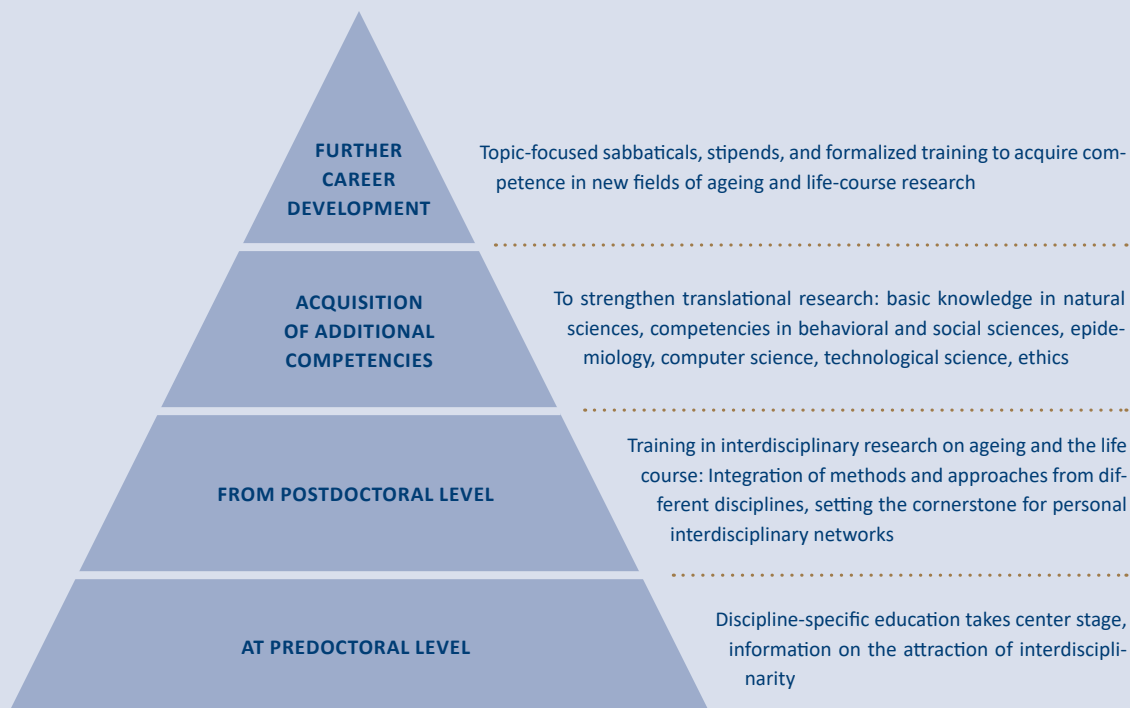 FURTHER
CAREER
DEVELOPMENT
Topic-focused sabbaticals, stipends, and formalized training to acquire com-
petence in new fields of ageing and life-course research
ACQUISITION
OF ADDITIONAL
COMPETENCIES
To strengthen translational research: basic knowledge in natural
sciences, competencies in behavioral and social sciences, epide-
miology, computer science, technological science, ethics
FROM POSTDOCTORAL LEVEL
Training in interdisciplinary research on ageing and the life
course: Integration of methods and approaches from dif-
ferent disciplines, setting the cornerstone for personal
interdisciplinary networks
AT PREDOCTORAL LEVEL
Discipline-specific education takes center stage,
information on the attraction of interdiscipli-
narity